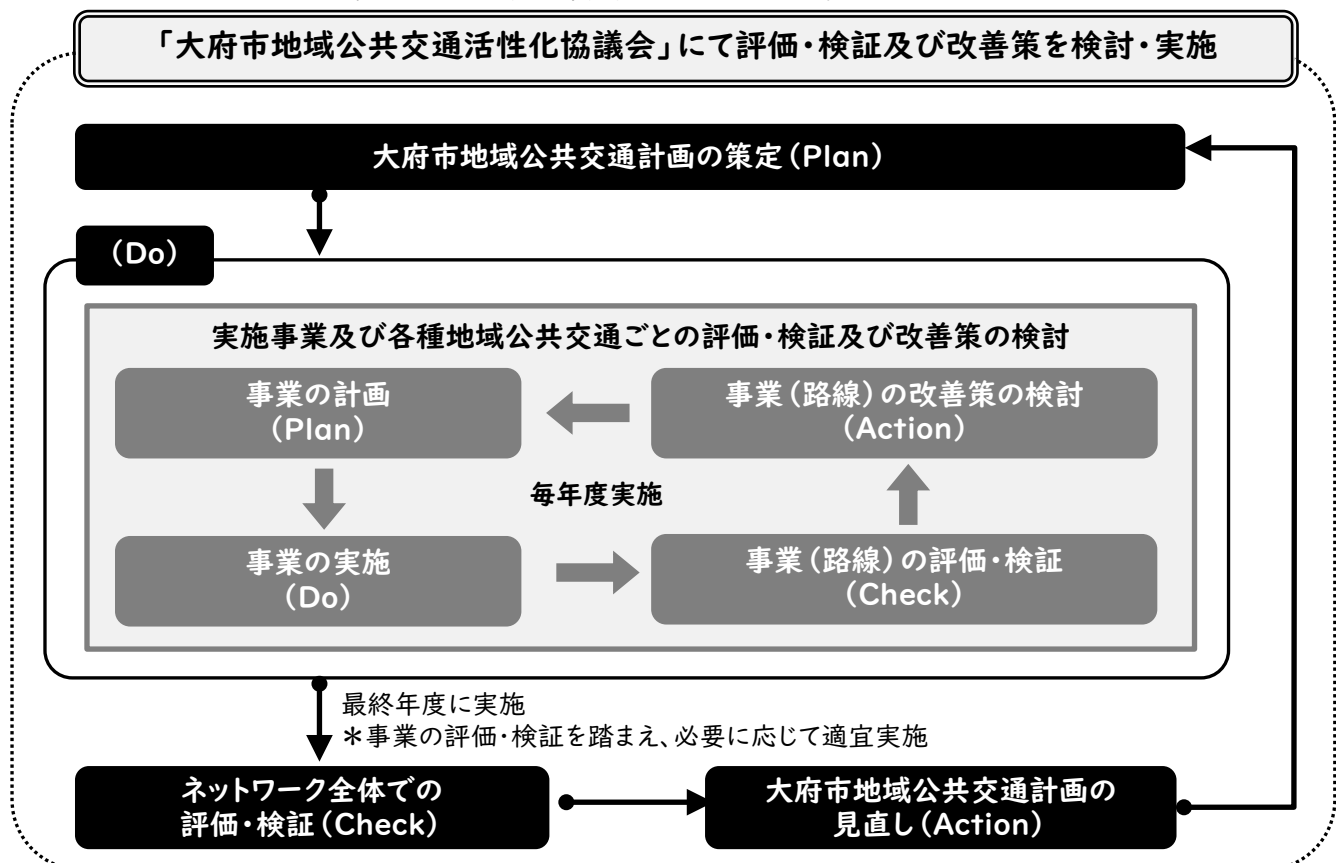 「大府市地域公共交通活性化協議会」にて評価・検証及び改善策を検討・実施
大府市地域公共交通計画の策定(Plan)
(Do)
実施事業及び各種地域公共交通ごとの評価・検証及び改善策の検討
事業の計画
(Plan)
事業(路線)の改善策の検討
(Action)
毎年度実施
事業の実施
(Do)
事業(路線)の評価・検証
(Check)
最終年度に実施
*事業の評価・検証を踏まえ、必要に応じて適宜実施
ネットワーク全体での
評価・検証(Check)
大府市地域公共交通計画の
見直し(Action)